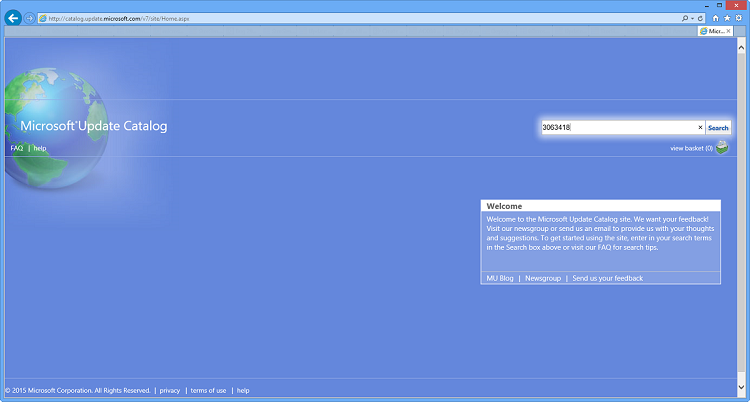 http://catalog.update.microsoft.com/v7/site/Home.aspx
Micr...
Microsoft Update Catalog
3063418
Search
FAQ | help
view basket (0)
Welcome
Welcome to the Microsoft Update Catalog site. We want your feedback!
Visit our newsgroup or send us an email to provide us with your thoughts
and suggestions. To get started using the site, enter in your search terms
in the Search box above or visit our FAQ for search tips.
MU Blog | Newsgroup | Send us your feedback
© 2015 Microsoft Corporation. All Rights Reserved. | privacy | terms of use | help